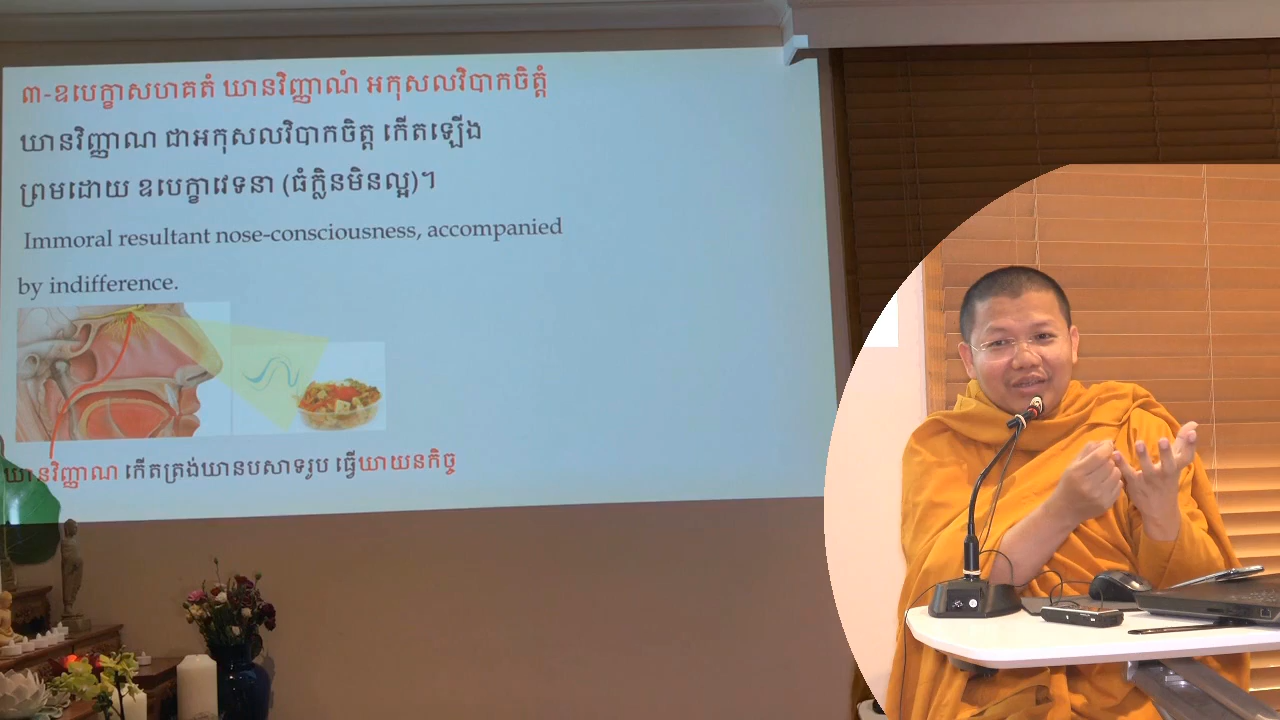 ៣-ឧបេក្ខាសហគតំ ឃានវិញ្ញាណំ អកុសលវិបាកចិត្តំ
ឃានវិញ្ញាណ ជាអកុសលវិបាកចិត្ត កើតឡើង
ព្រមដោយ ឧបេក្ខាវេទនា (ធំក្លិនមិនល្អ)។
Immoral resultant nose-consciousness, accompanied
by indifference.
ឃានវិញ្ញាណ កើតត្រង់ឃានបសាទរូប ធ្វើឃាយនកិច្ច